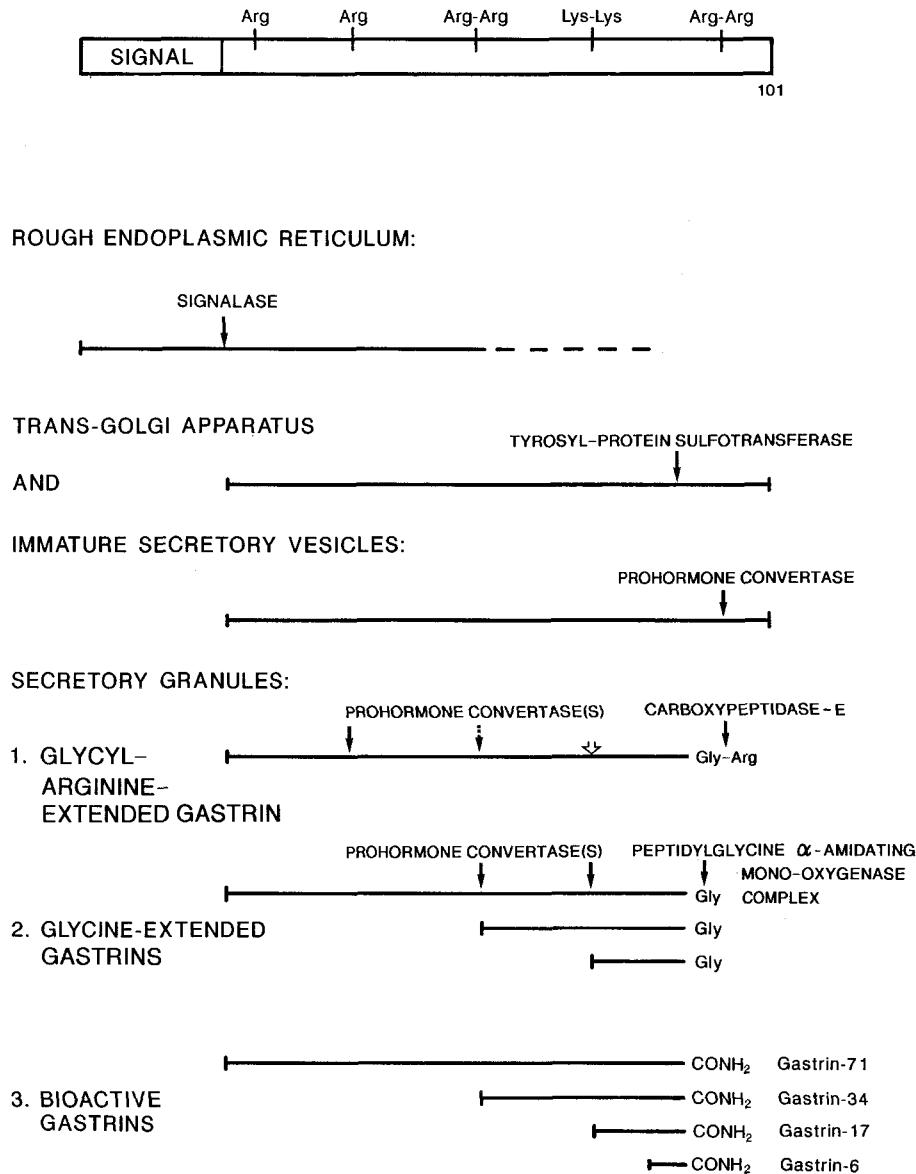 Arg Arg Arg-Arg Lys-Lys Arg-Arg
SIGNAL
101
ROUGH ENDOPLASMIC RETICULUM:
SIGNALASE
TRANS-GOLGI APPARATUS
TYROSYL-PROTEIN SULFOTRANSFERASE
AND
IMMATURE SECRETORY VESICLES:
PROHORMONE CONVERTASE
SECRETORY GRANULES:
PROHORMONE CONVERTASE(S) CARBOXYPEPTIDASE-E
1. GLYCYL- Gly-Arg
ARGININE-
EXTENDED GASTRIN
PROHORMONE CONVERTASE(S) PEPTIDYLGLYCINE α-AMIDATING
MONO-OXYGENASE
Gly COMPLEX
2. GLYCINE-EXTENDED Gly
GASTRINS
Gly
CONH₂ Gastrin-71
3. BIOACTIVE CONH₂ Gastrin-34
GASTRINS
CONH₂ Gastrin-17
CONH₂ Gastrin-6